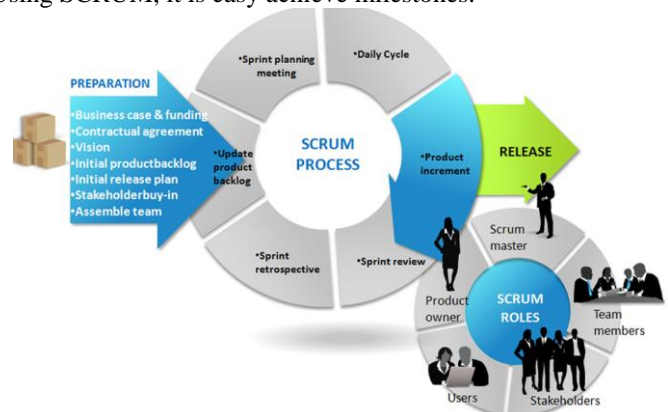 Using SCRUM, it is easy achieve milestones.
PREPARATION
•Business case & funding
•Contractual agreement
•Vision
•Initial productbacklog
•Initial release plan
•Stakeholderbuy-in
•Assemble team
•Sprint planning
meeting
•Daily Cycle
•Update
product
backlog
SCRUM
PROCESS
•Product
increment
RELEASE
•Sprint
retrospective
•Sprint review
Scrum
master
Product
owner
SCRUM
ROLES
Team
members
Users
Stakeholders